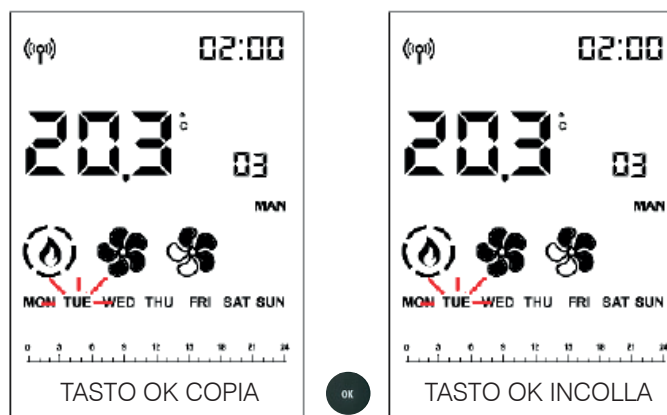 02:00
20.3 °C
03
MAN
MON TUE WED THU FRI SAT SUN
0 3 6 9 12 15 18 21 24
TASTO OK COPIA
OK
02:00
20.3 °C
03
MAN
MON TUE WED THU FRI SAT SUN
0 3 6 9 12 15 18 21 24
TASTO OK INCOLLA